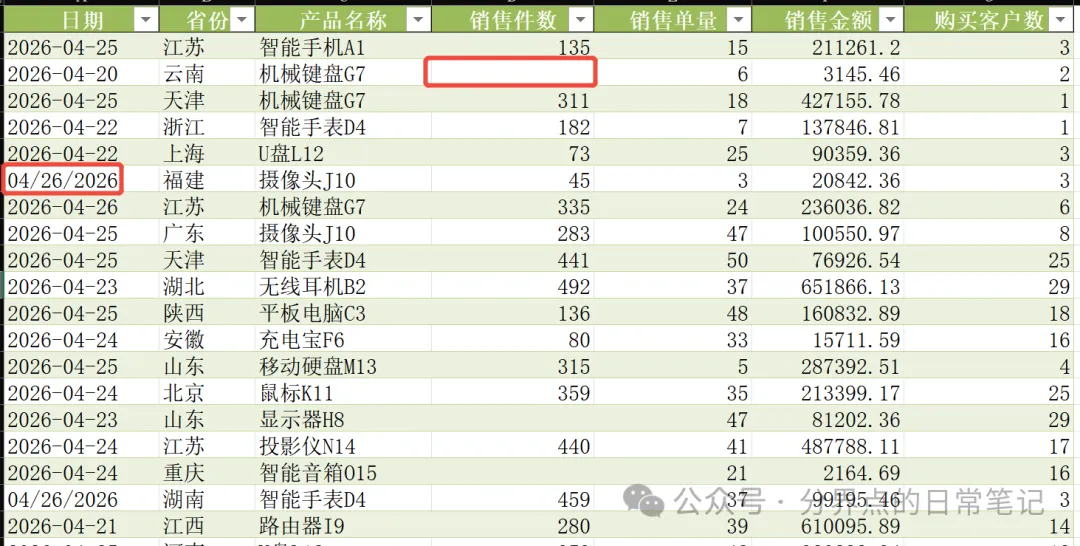 日期 省份 产品名称 销售件数 销售单量 销售金额 购买客户数
2026-04-25 江苏 智能手机A1 135 15 211261.2 3
2026-04-20 云南 机械键盘G7 6 3145.46 2
2026-04-25 天津 机械键盘G7 311 18 427155.78 1
2026-04-22 浙江 智能手表D4 182 7 137846.81 1
2026-04-22 上海 U盘L12 73 25 90359.36 3
04/26/2026 福建 摄像头J10 45 3 20842.36 3
2026-04-26 江苏 机械键盘G7 335 24 236036.82 6
2026-04-25 广东 摄像头J10 283 47 100550.97 8
2026-04-25 天津 智能手表D4 441 50 76926.54 25
2026-04-23 湖北 无线耳机B2 492 37 651866.13 29
2026-04-25 陕西 平板电脑C3 136 48 160832.89 18
2026-04-24 安徽 充电宝F6 80 33 15711.59 16
2026-04-25 山东 移动硬盘M13 315 5 287392.51 4
2026-04-24 北京 鼠标K11 359 35 213399.17 25
2026-04-23 山东 显示器H8 47 81202.36 29
2026-04-24 江苏 投影仪N14 440 41 487788.11 17
2026-04-24 重庆 智能音箱O15 21 2164.69 16
04/26/2026 湖南 智能手表D4 459 37 99195.46 3
公众号·分界点的日常笔记
2026-04-21 江西 路由器I9 280 39 610095.89 14